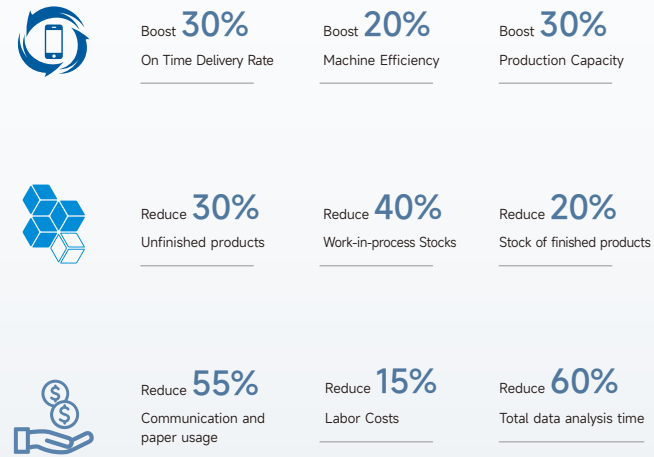 Boost 30%
On Time Delivery Rate
Boost 20%
Machine Efficiency
Boost 30%
Production Capacity
Reduce 30%
Unfinished products
Reduce 40%
Work-in-process Stocks
Reduce 20%
Stock of finished products
Reduce 55%
Communication and
paper usage
Reduce 15%
Labor Costs
Reduce 60%
Total data analysis time